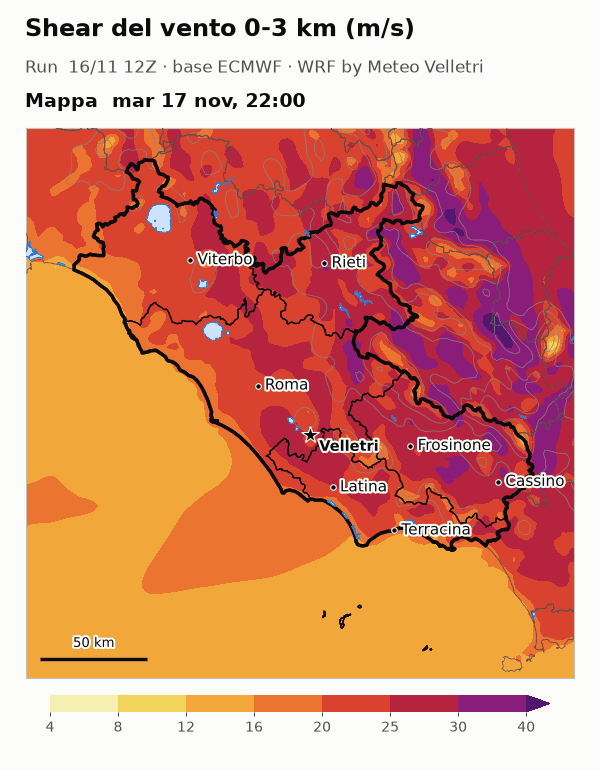 Shear del vento 0-3 km (m/s)
Run 16/11 12Z · base ECMWF · WRF by Meteo Velletri
Mappa mar 17 nov, 22:00
Viterbo
Rieti
Roma
Velletri
Frosinone
Cassino
Latina
Terracina
50 km
4 8 12 16 20 25 30 40